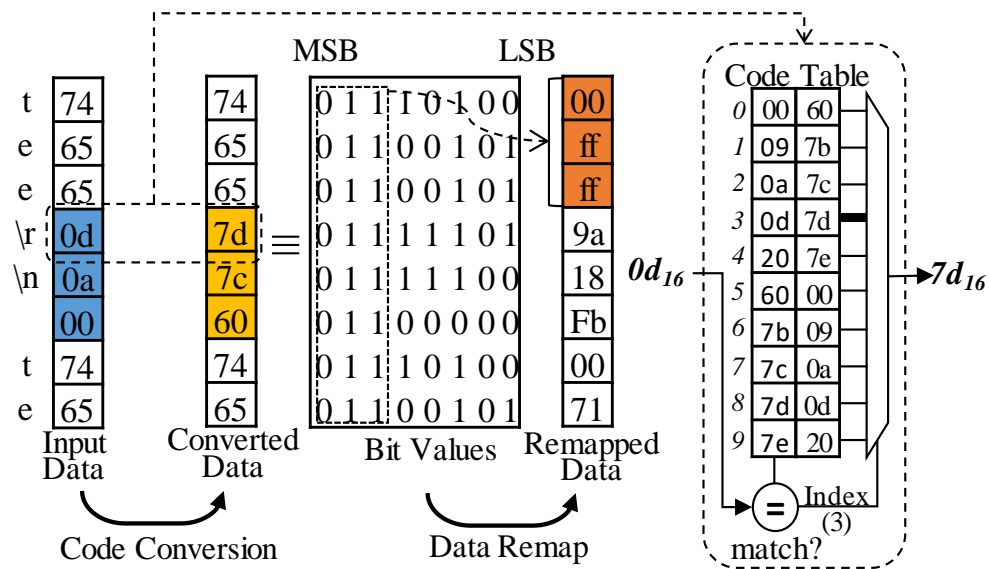 MSB LSB
Code Table
t 74 74 0 1 1 1 0 1 0 0 00
e 65 65 0 1 1 0 0 1 0 1 ff
e 65 65 0 1 1 0 0 1 0 1 ff
\r 0d 7d 0 1 1 1 1 1 0 1 9a
\n 0a 7c ≡ 0 1 1 1 1 1 0 0 18
00 60 0 1 1 0 0 0 0 0 Fb
t 74 74 0 1 1 1 0 1 0 0 00
e 65 65 0 1 1 0 0 1 0 1 71
Input Data
Converted Data
Bit Values
Remapped Data
Code Conversion
Data Remap
0 00 60
1 09 7b
2 0a 7c
3 0d 7d
4 20 7e
5 60 00
6 7b 09
7 7c 0a
8 7d 0d
9 7e 20
0d16
7d16
=
Index
(3)
match?